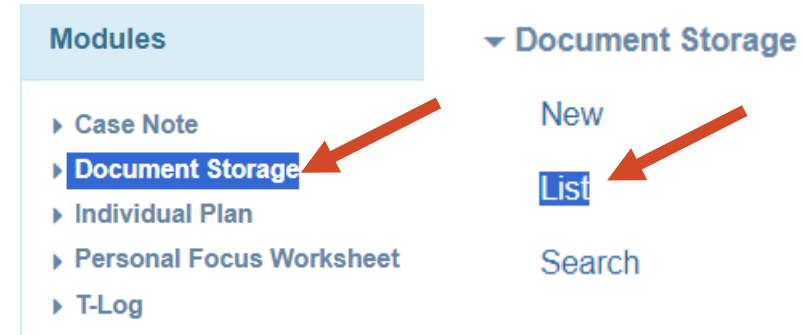 Modules
Case Note
Document Storage
Individual Plan
Personal Focus Worksheet
T-Log
Document Storage
New
List
Search